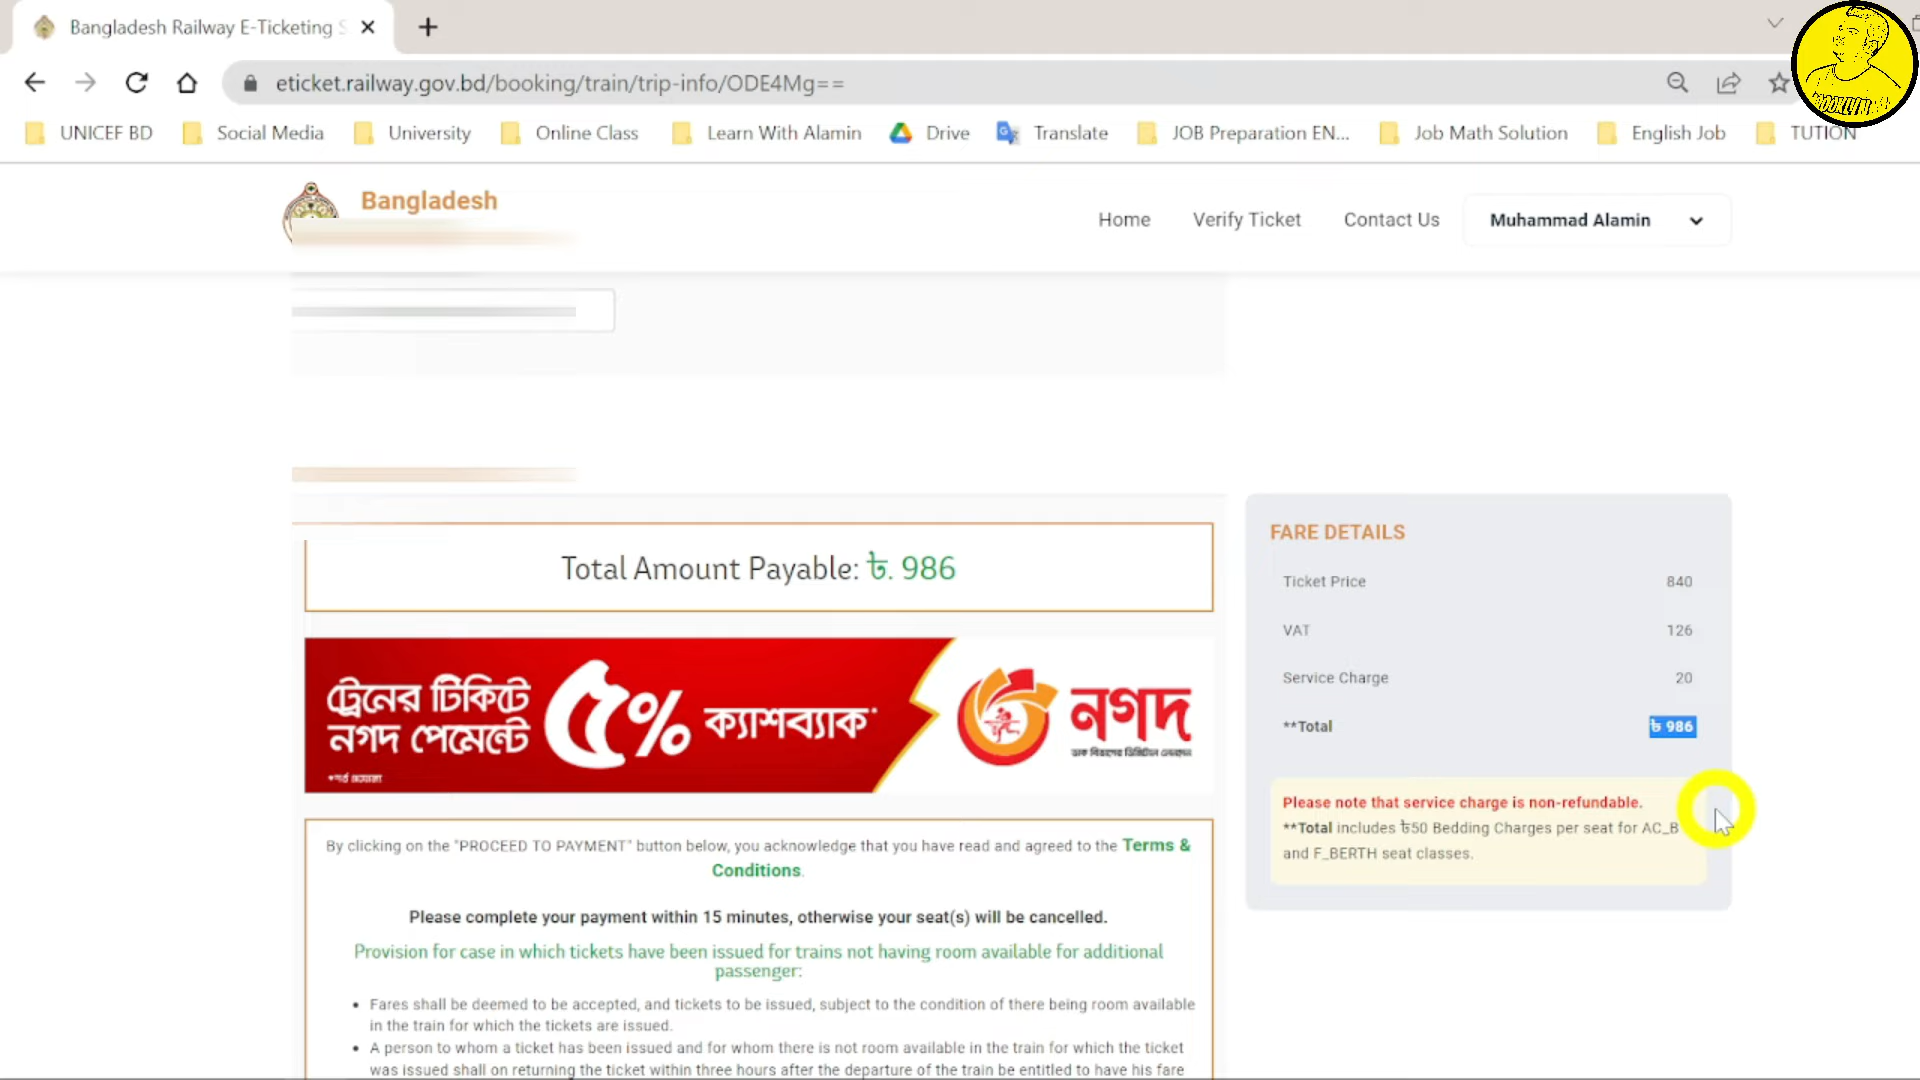 Bangladesh Railway E-Ticketing S
eticket.railway.gov.bd/booking/train/trip-info/ODE4Mg==
UNICEF BD Social Media University Online Class Learn With Alamin Drive Translate JOB Preparation EN... Job Math Solution English Job TUTION
Bangladesh
Home Verify Ticket Contact Us Muhammad Alamin
Total Amount Payable: ৳. 986
ট্রেনের টিকিটে
নগদ পেমেন্টে
৫% ক্যাশব্যাক*
*শর্ত প্রযোজ্য
নগদ
ডাক বিভাগের ডিজিটাল লেনদেন
By clicking on the "PROCEED TO PAYMENT" button below, you acknowledge that you have read and agreed to the Terms &
Conditions.
Please complete your payment within 15 minutes, otherwise your seat(s) will be cancelled.
Provision for case in which tickets have been issued for trains not having room available for additional
passenger:
• Fares shall be deemed to be accepted, and tickets to be issued, subject to the condition of there being room available
in the train for which the tickets are issued.
• A person to whom a ticket has been issued and for whom there is not room available in the train for which the ticket
was issued shall on returning the ticket within three hours after the departure of the train be entitled to have his fare
FARE DETAILS
Ticket Price 840
VAT 126
Service Charge 20
**Total ৳ 986
Please note that service charge is non-refundable.
**Total includes ৳50 Bedding Charges per seat for AC_B
and F_BERTH seat classes.